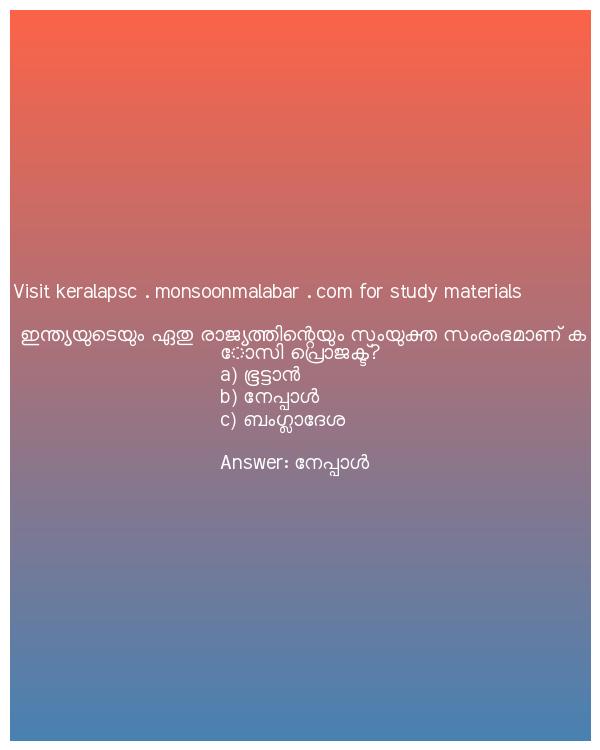 Visit keralapsc . monsoonmalabar . com for study materials
ഇന്ത്യയുടെയും ഏതു രാജ്യത്തിന്റെയും സംയുക്ത സംരംഭമാണ് ക
ോസി പ്രൊജക്ട്?
a) ഭൂട്ടാൻ
b) നേപ്പാൾ
c) ബംഗ്ലാദേശ
Answer: നേപ്പാൾ